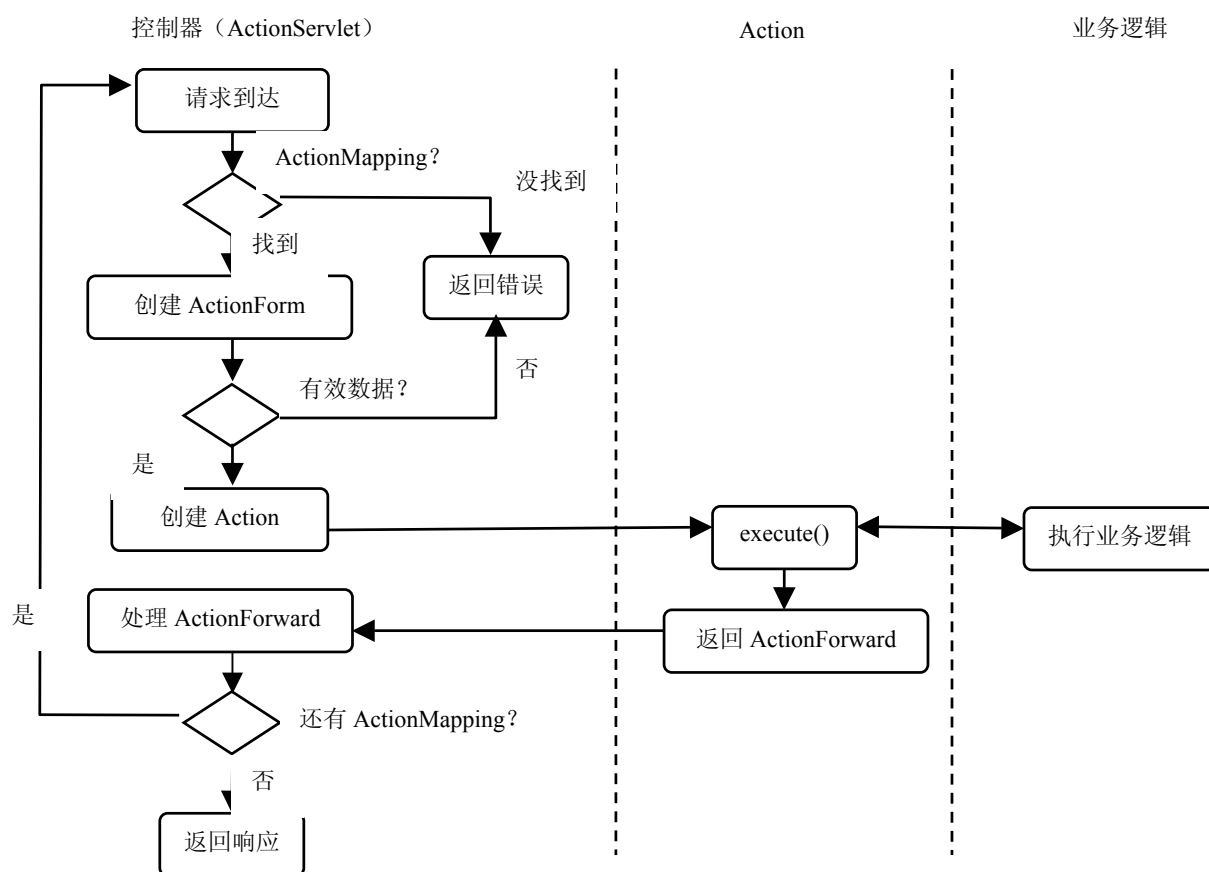 控制器（ActionServlet）
Action
业务逻辑
请求到达
ActionMapping？
没找到
找到
返回错误
创建 ActionForm
否
有效数据？
是
创建 Action
execute()
执行业务逻辑
是
处理 ActionForward
返回 ActionForward
还有 ActionMapping？
否
返回响应